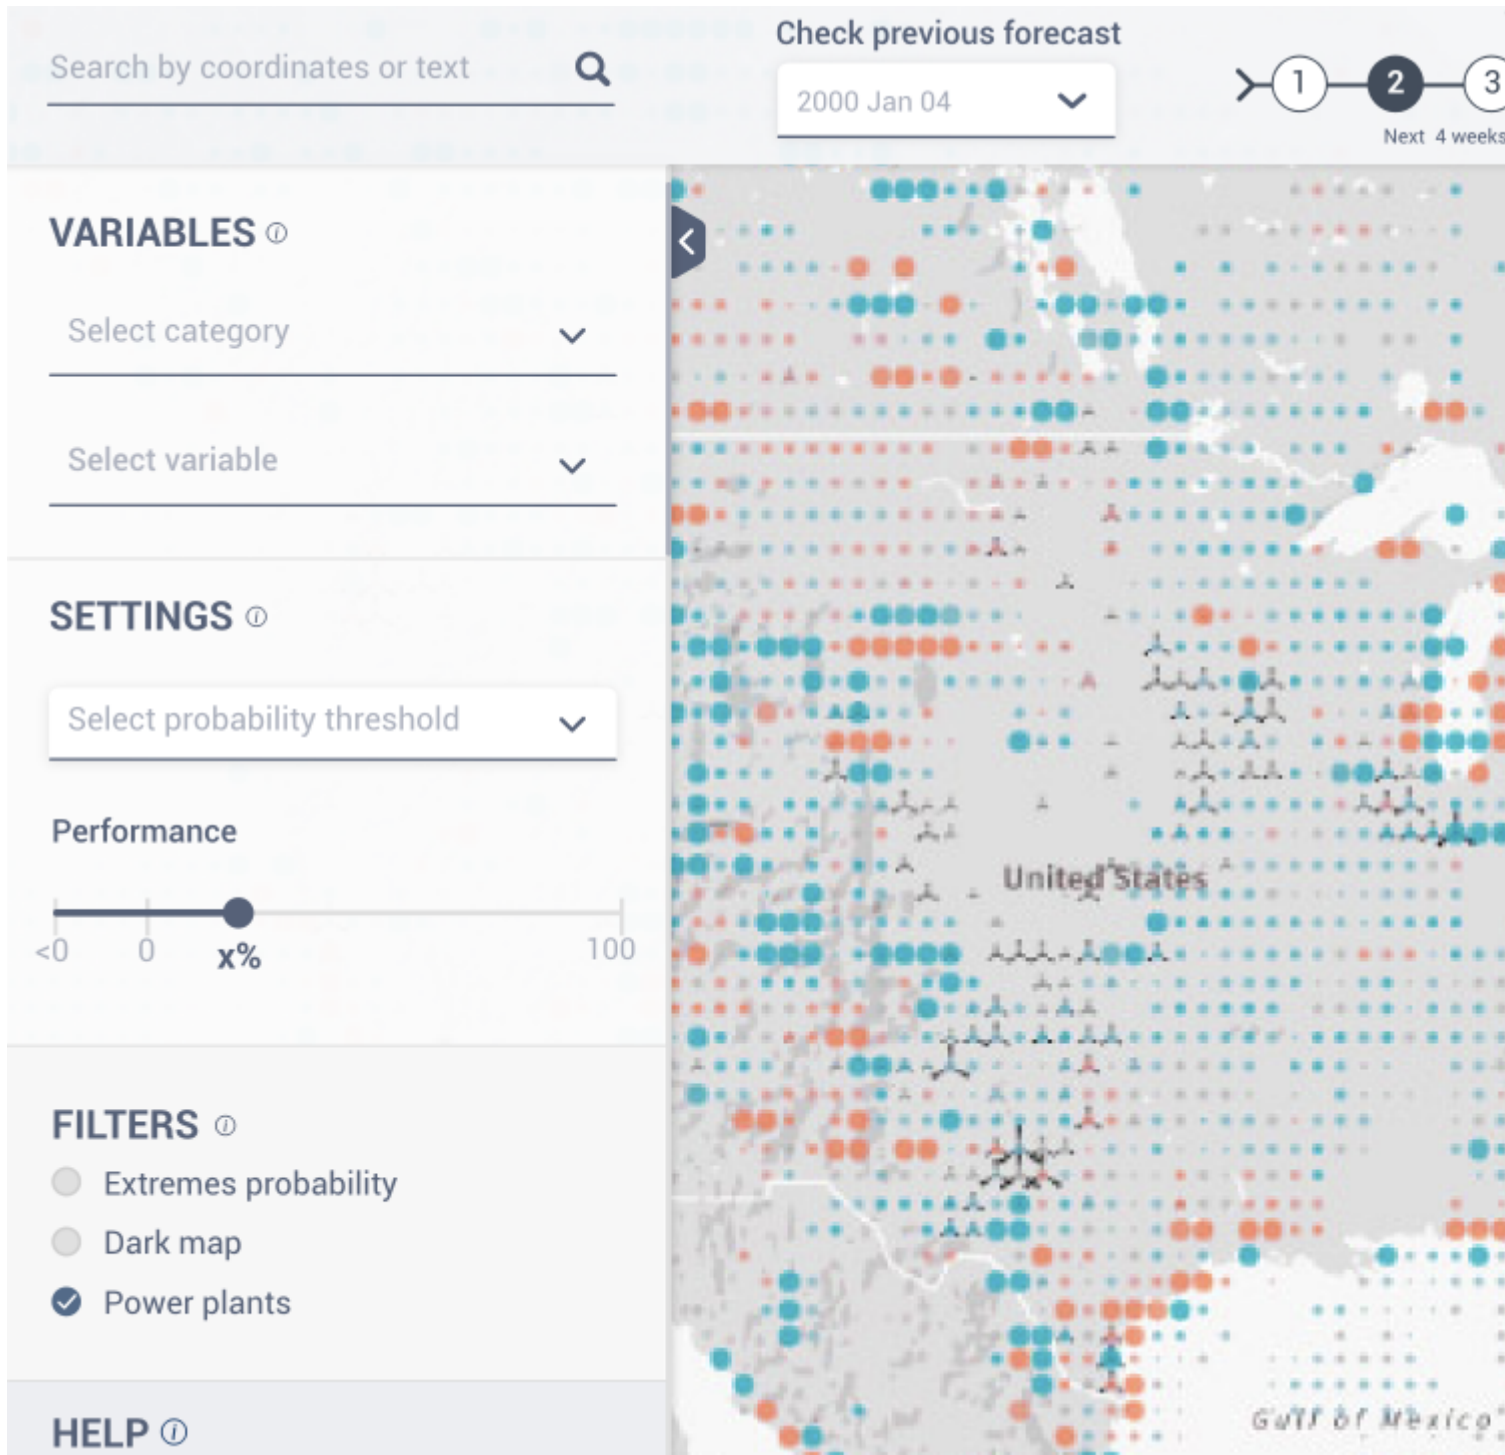 Search by coordinates or text
Check previous forecast
2000 Jan 04
1 2 3
Next 4 weeks
VARIABLES
Select category
Select variable
SETTINGS
Select probability threshold
Performance
<0 0 x% 100
FILTERS
Extremes probability
Dark map
Power plants
HELP
United States
Gulf of Mexico